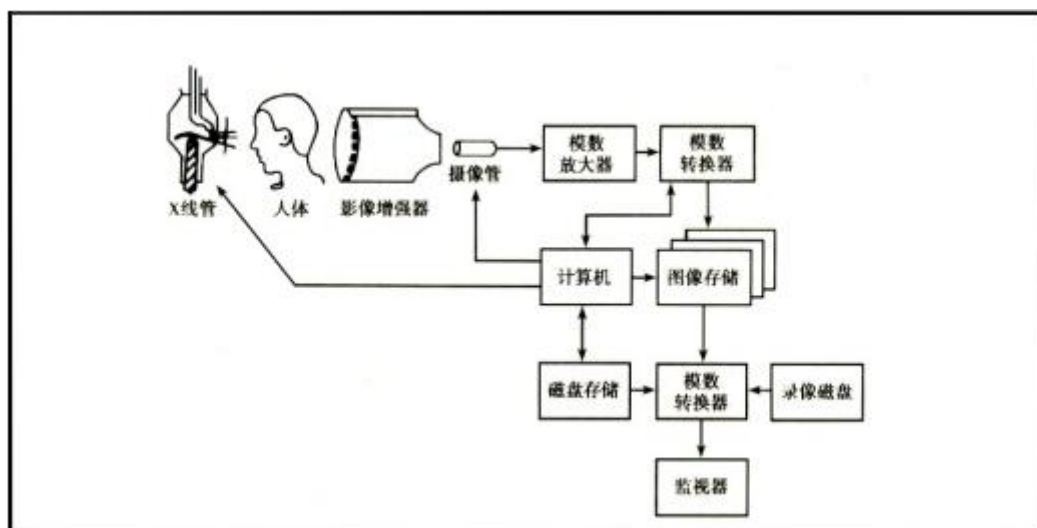 模数
放大器
模数
转换器
X线管
人体
影像增强器
摄像管
计算机
图像存储
磁盘存储
模数
转换器
录像磁盘
监视器